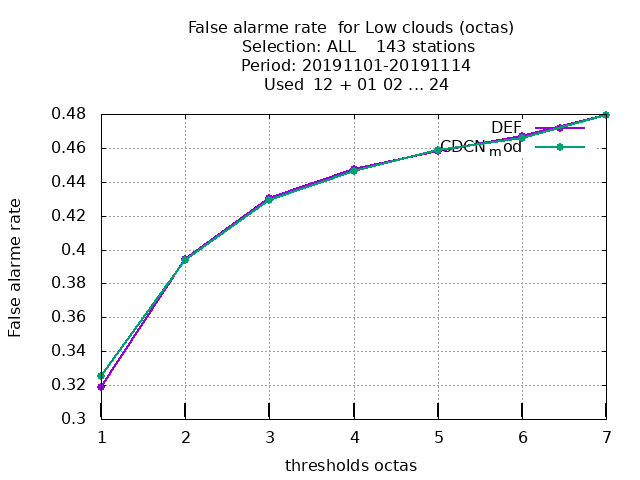 False alarme rate  for Low clouds (octas)
Selection: ALL    143 stations
Period: 20191101-20191114
Used  12 + 01 02 ... 24
DEF
CDCN_mod
False alarme rate
0.48
0.46
0.44
0.42
0.4
0.38
0.36
0.34
0.32
0.3
1 2 3 4 5 6 7
thresholds octas